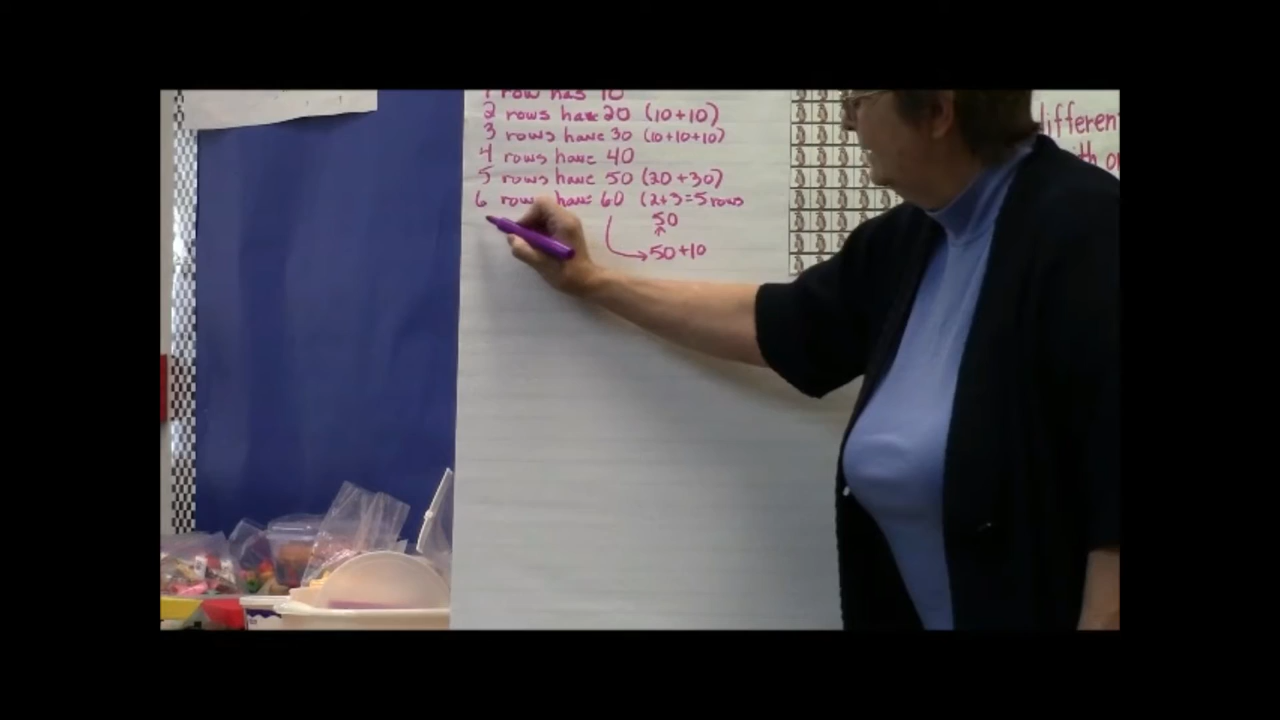 1 row has 10
2 rows have 20 (10+10)
3 rows have 30 (10+10+10)
4 rows have 40
5 rows have 50 (20+30)
6 rows have 60 (2+3=5 rows
50
50+10
differen
with o